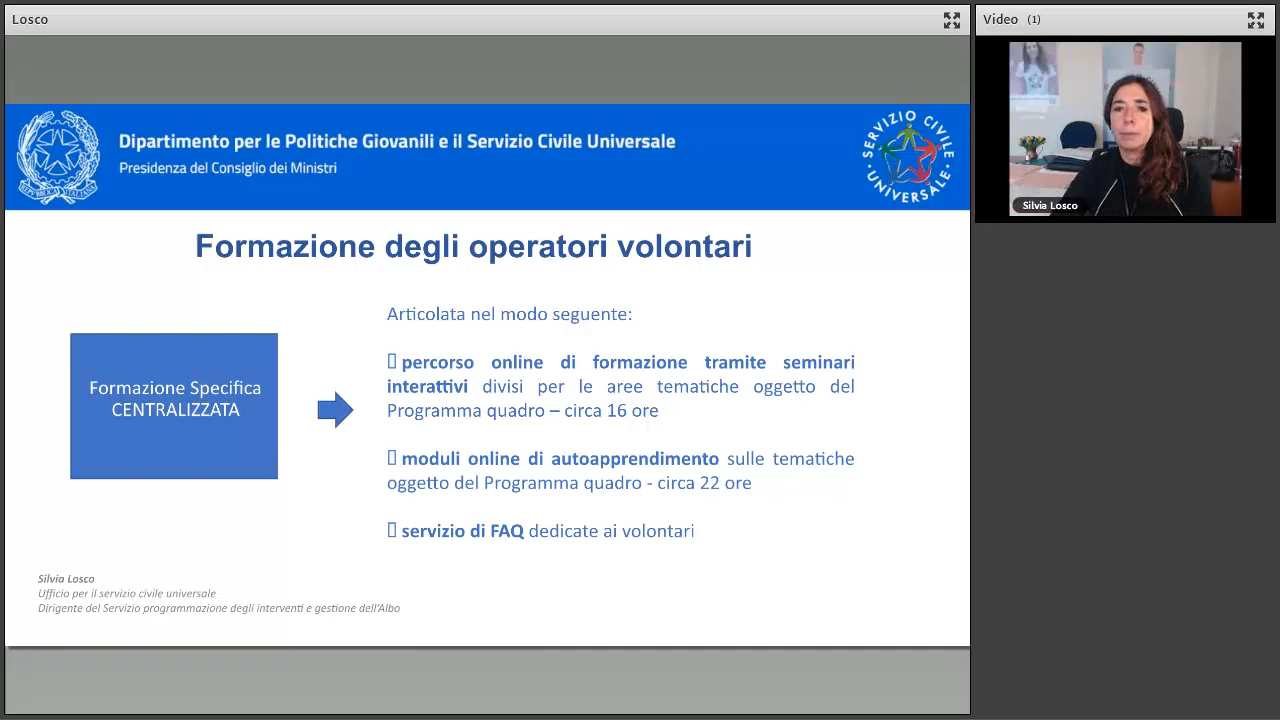 Losco
Video (1)
Dipartimento per le Politiche Giovanili e il Servizio Civile Universale
Presidenza del Consiglio dei Ministri
SERVIZIO CIVILE
UNIVERSALE
Silvia Losco
Formazione degli operatori volontari
Formazione Specifica
CENTRALIZZATA
Articolata nel modo seguente:
percorso online di formazione tramite seminari
interattivi divisi per le aree tematiche oggetto del
Programma quadro – circa 16 ore
moduli online di autoapprendimento sulle tematiche
oggetto del Programma quadro - circa 22 ore
servizio di FAQ dedicate ai volontari
Silvia Losco
Ufficio per il servizio civile universale
Dirigente del Servizio programmazione degli interventi e gestione dell'Albo